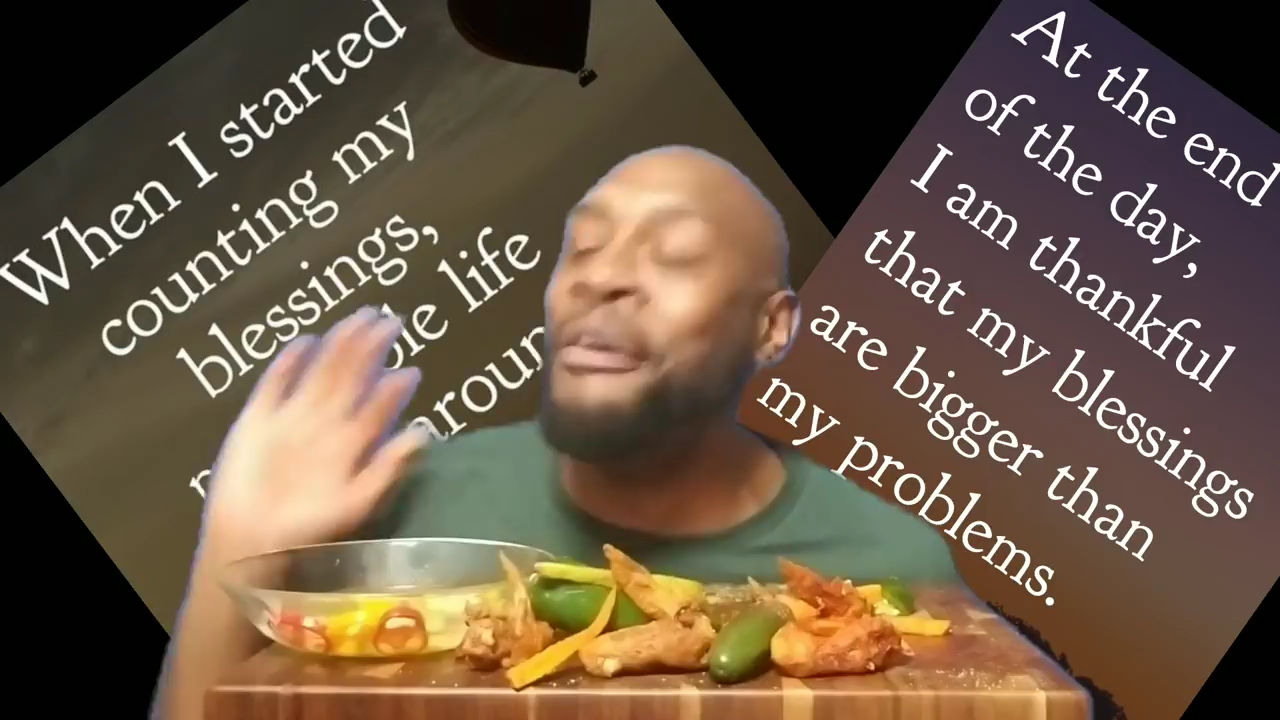 When I started
counting my
blessings,
life
aroun
At the end
of the day,
I am thankful
that my blessings
are bigger than
my problems.